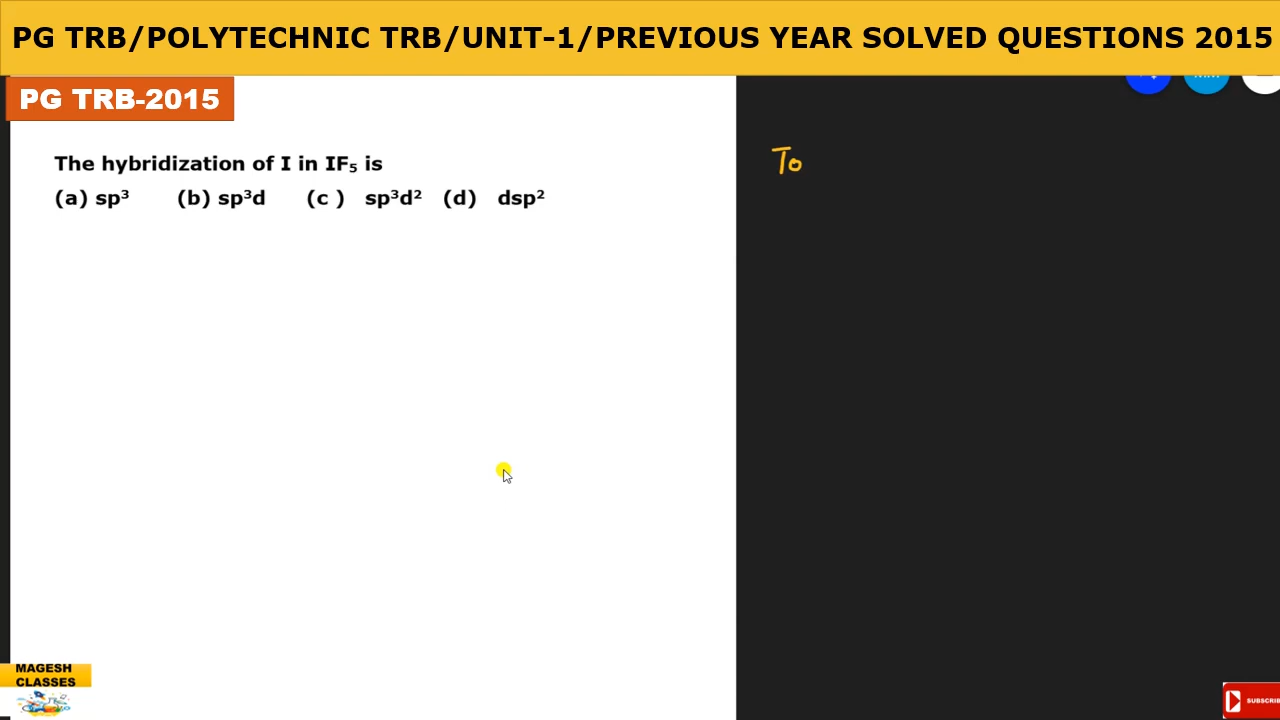 PG TRB/POLYTECHNIC TRB/UNIT-1/PREVIOUS YEAR SOLVED QUESTIONS 2015
PG TRB-2015
The hybridization of I in IF₅ is
(a) sp³ (b) sp³d (c ) sp³d² (d) dsp²
To
MAGESH
CLASSES